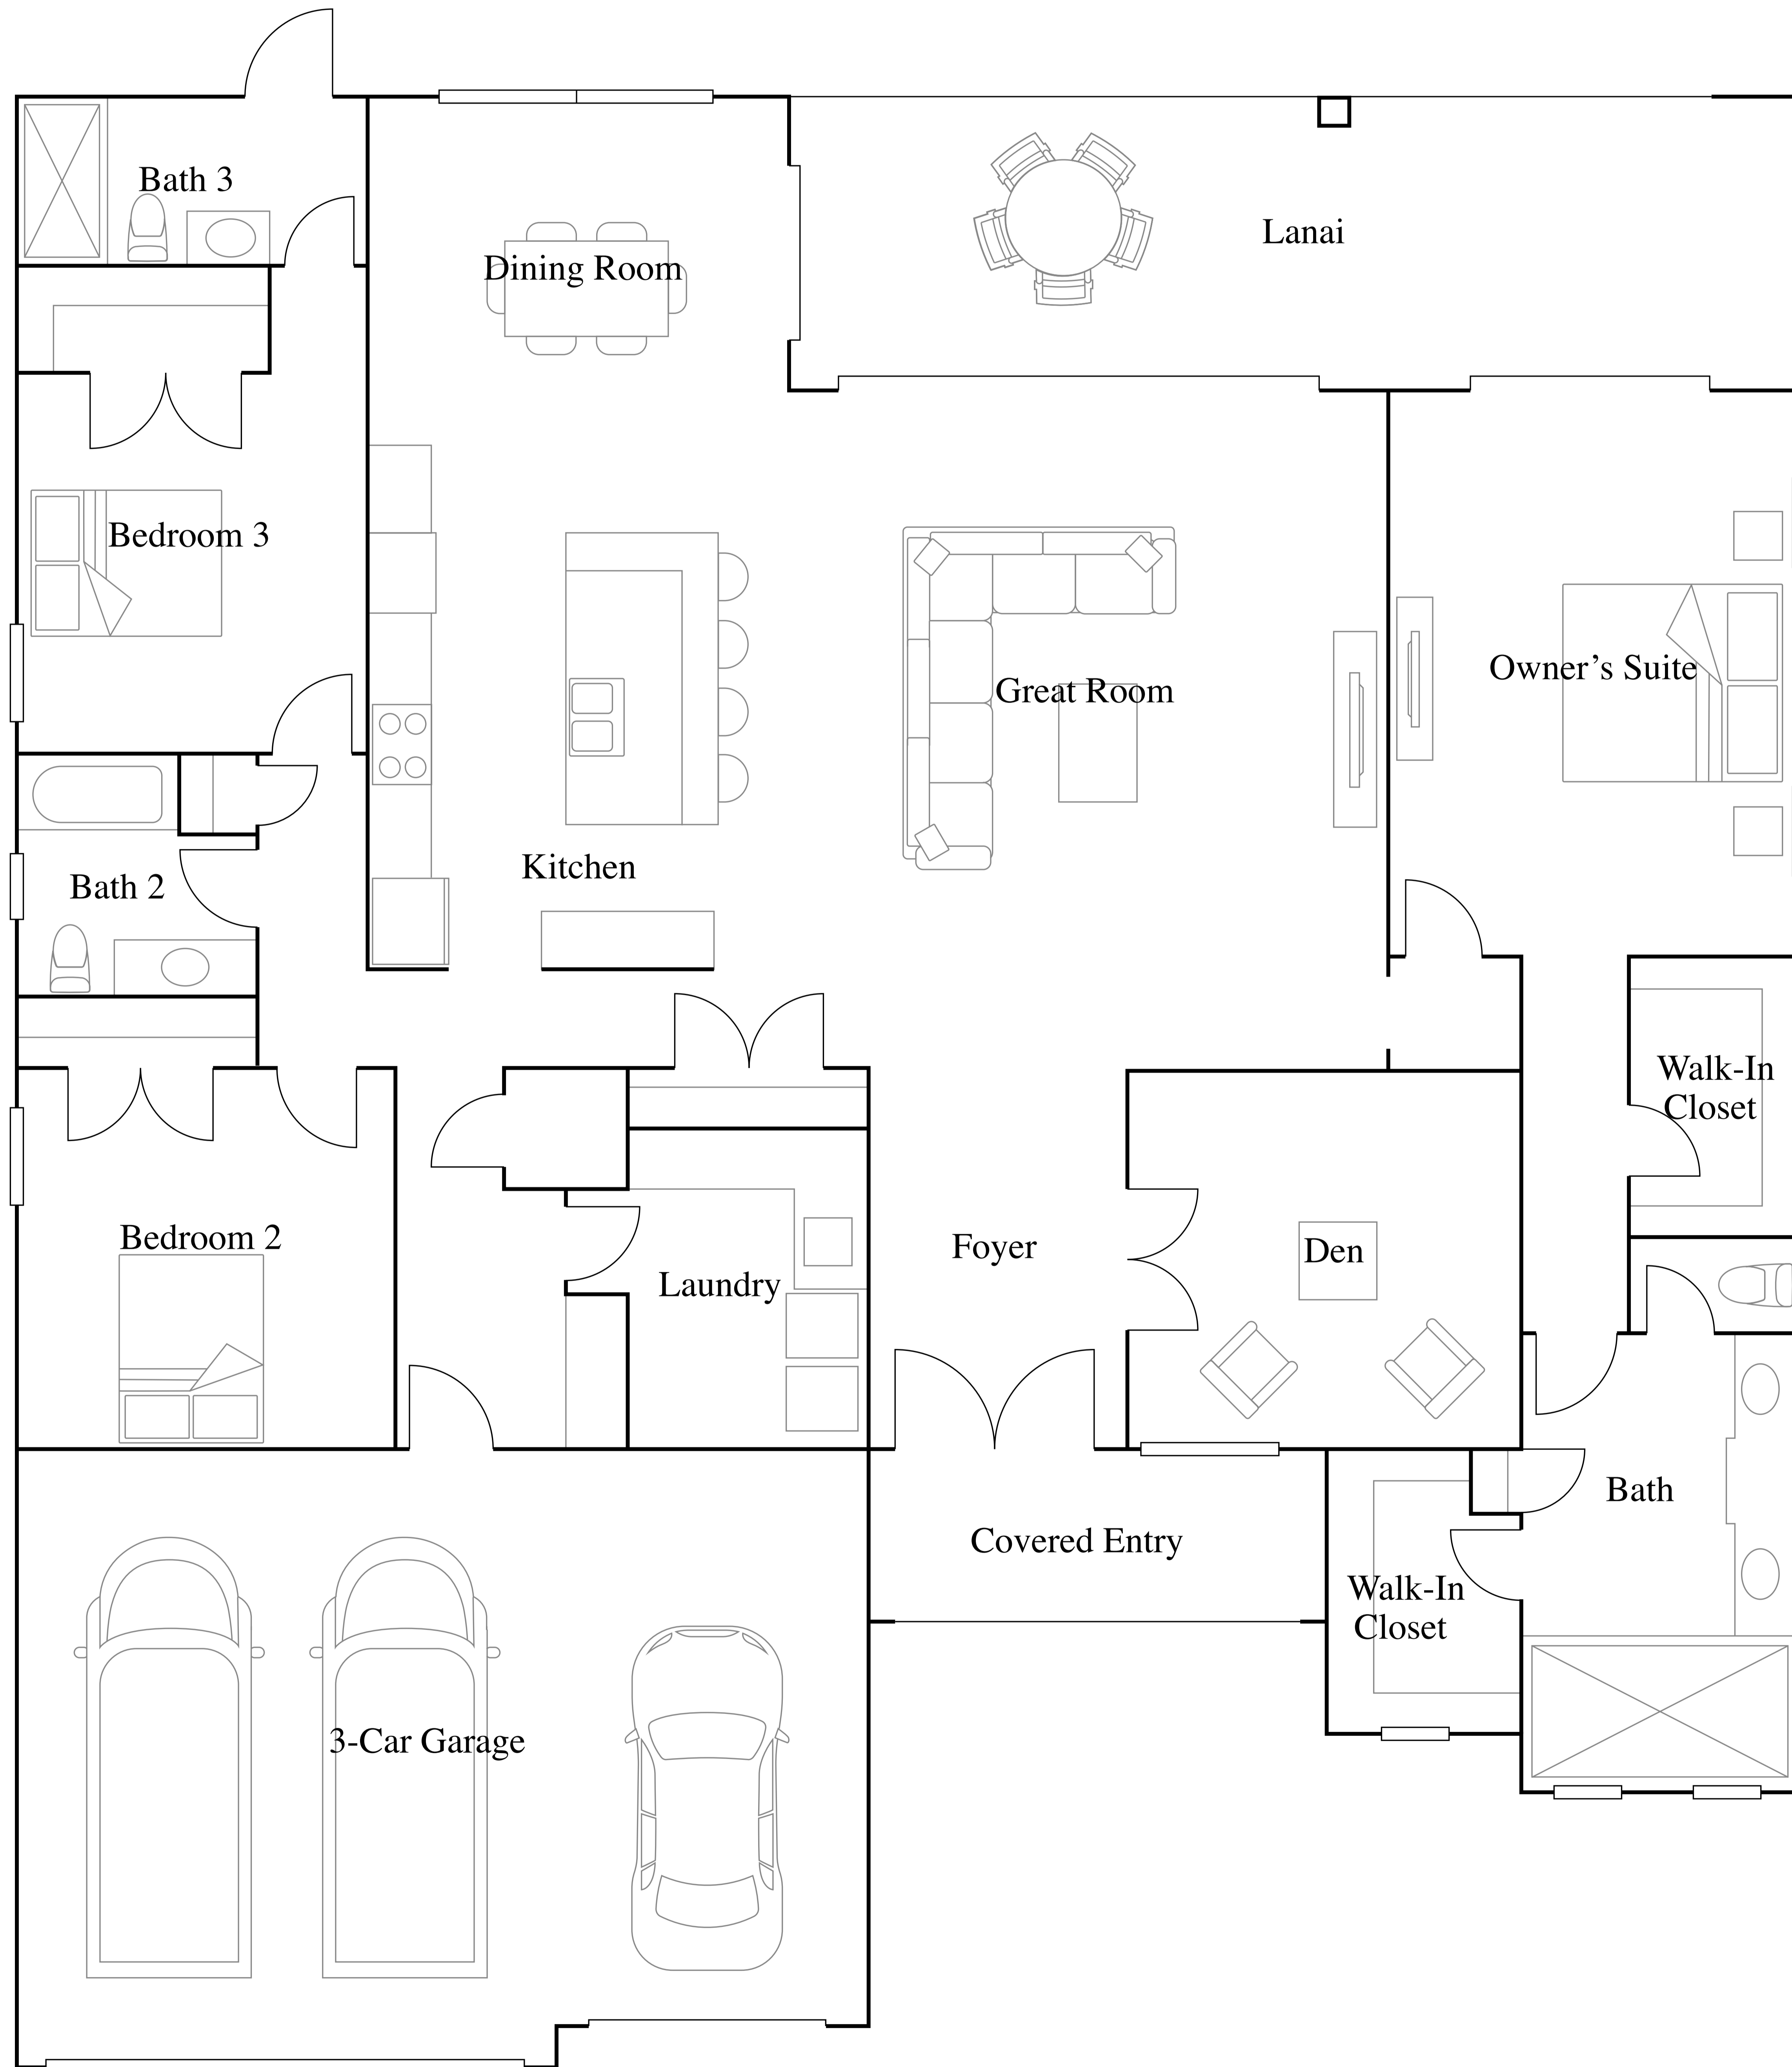 Bath 3
Lanai
Dining Room
Bedroom 3
Owner's Suite
Great Room
Kitchen
Bath 2
Walk-In
Closet
Bedroom 2
Foyer
Den
Laundry
Bath
Covered Entry
Walk-In
Closet
3-Car Garage